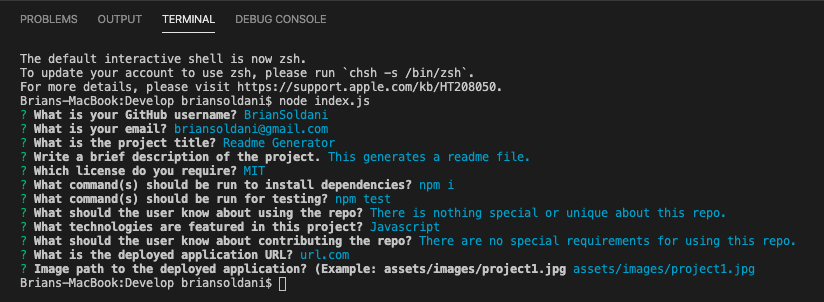 PROBLEMS OUTPUT TERMINAL DEBUG CONSOLE
The default interactive shell is now zsh.
To update your account to use zsh, please run `chsh -s /bin/zsh`.
For more details, please visit https://support.apple.com/kb/HT208050.
Brians-MacBook:Develop briansoldani$ node index.js
? What is your GitHub username? BrianSoldani
? What is your email? briansoldani@gmail.com
? What is the project title? Readme Generator
? Write a brief description of the project. This generates a readme file.
? Which license do you require? MIT
? What command(s) should be run to install dependencies? npm i
? What command(s) should be run for testing? npm test
? What should the user know about using the repo? There is nothing special or unique about this repo.
? What technologies are featured in this project? Javascript
? What should the user know about contributing the repo? There are no special requirements for using this repo.
? What is the deployed application URL? url.com
? Image path to the deployed application? (Example: assets/images/project1.jpg assets/images/project1.jpg
Brians-MacBook:Develop briansoldani$